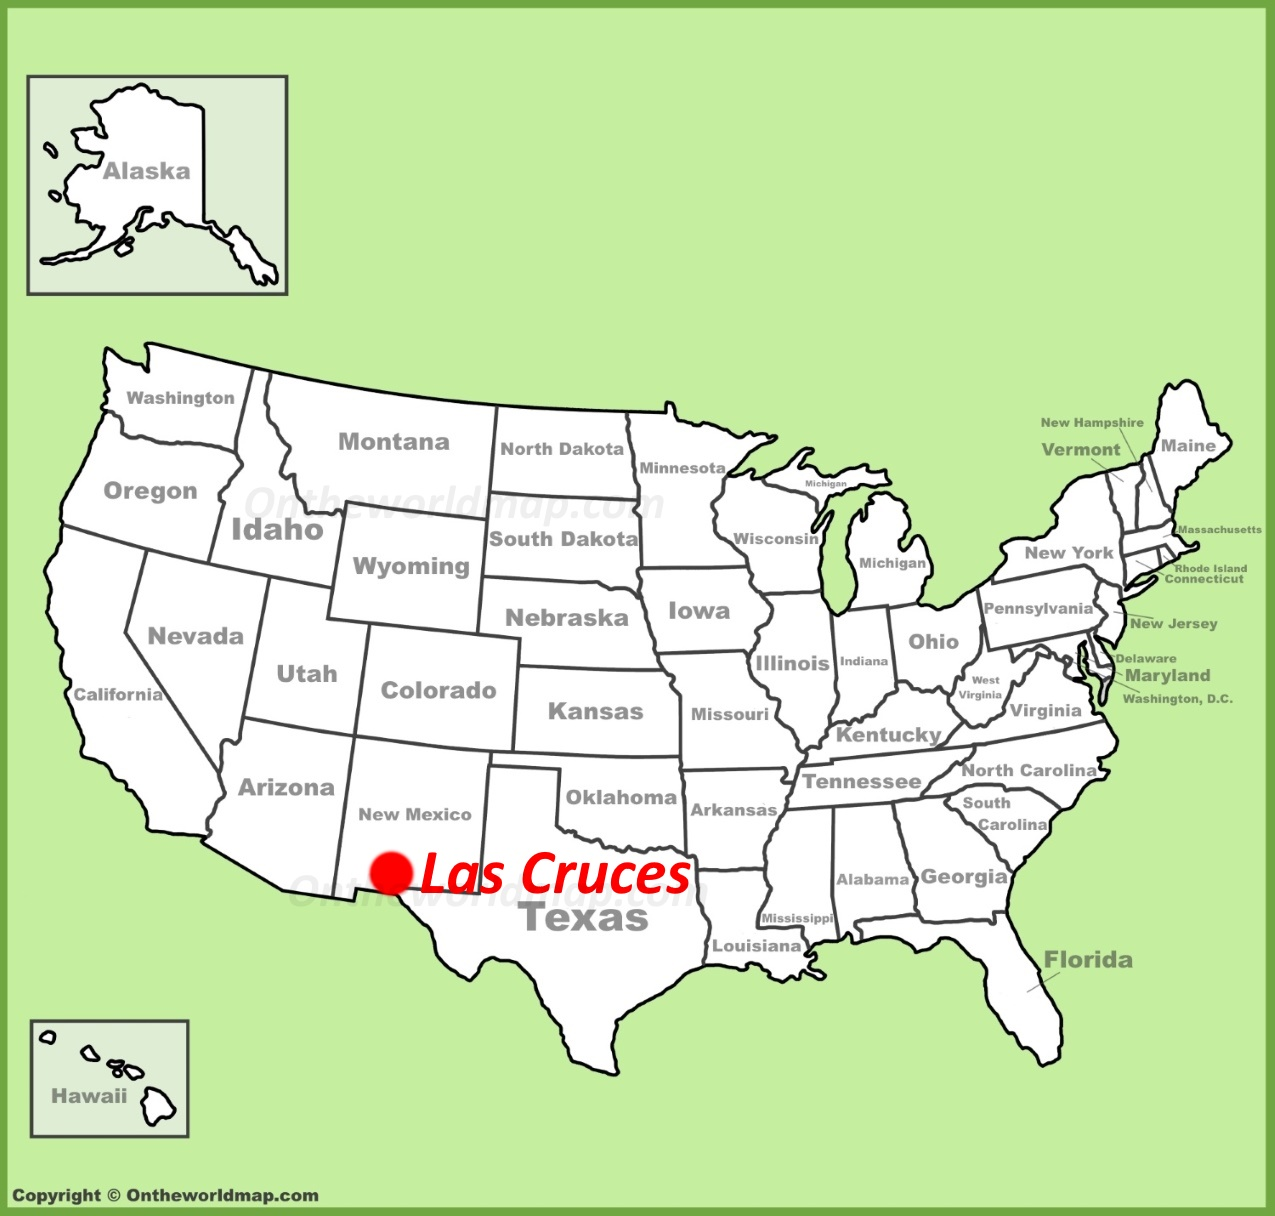 Alaska
Washington
Oregon
Idaho
Montana
North Dakota
Minnesota
Michigan
New Hampshire
Vermont
Maine
Ontheworldmap.com
South Dakota
Wisconsin
Michigan
New York
Massachusetts
Rhode Island
Connecticut
Wyoming
Nebraska
Iowa
Pennsylvania
New Jersey
Nevada
Utah
Colorado
Illinois
Indiana
Ohio
Delaware
Maryland
Washington, D.C.
California
Kansas
Missouri
West
Virginia
Virginia
Kentucky
Arizona
New Mexico
Oklahoma
Arkansas
Tennessee
North Carolina
South
Carolina
Las Cruces
Ontheworldmap.com
Texas
Alabama
Georgia
Mississippi
Louisiana
Florida
Hawaii
Copyright © Ontheworldmap.com